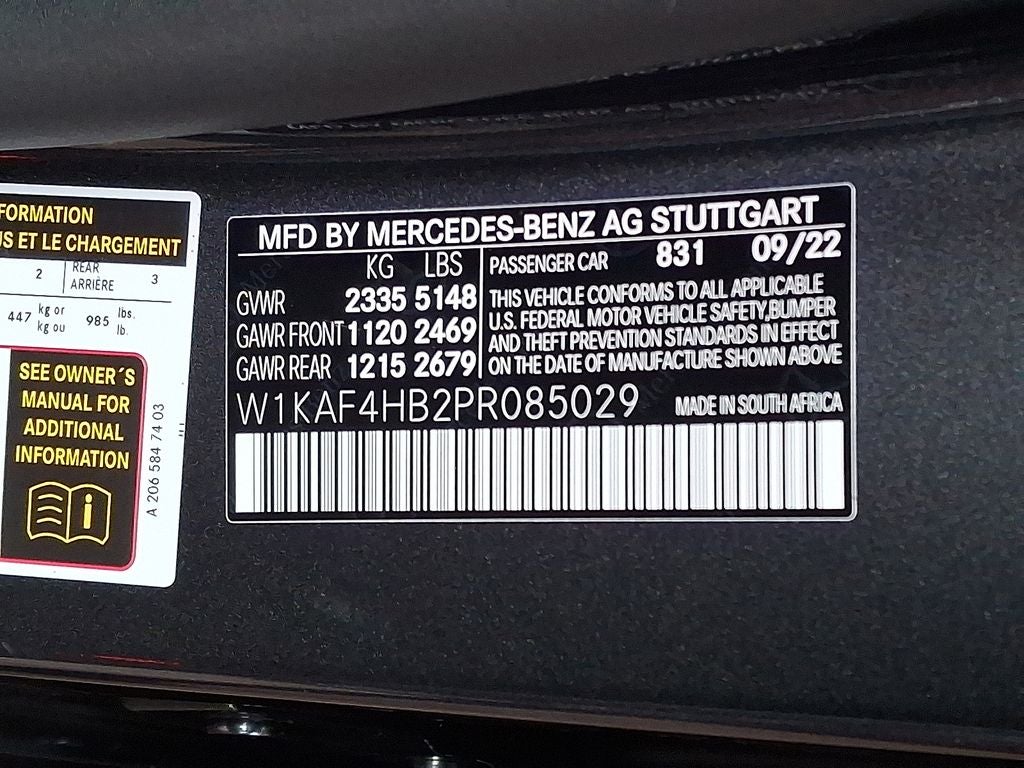 FORMATION
US ET LE CHARGEMENT
2 REAR ARRIÈRE 3
447 kg or kg ou 985 lbs. lb.
SEE OWNER´S
MANUAL FOR
ADDITIONAL
INFORMATION
i
A 206 584 74 03
MFD BY MERCEDES-BENZ AG STUTTGART
KG LBS
GVWR 2335 5148
GAWR FRONT 1120 2469
GAWR REAR 1215 2679
PASSENGER CAR 831 09/22
THIS VEHICLE CONFORMS TO ALL APPLICABLE
U.S. FEDERAL MOTOR VEHICLE SAFETY,BUMPER
AND THEFT PREVENTION STANDARDS IN EFFECT
ON THE DATE OF MANUFACTURE SHOWN ABOVE
W1KAF4HB2PR085029 MADE IN SOUTH AFRICA